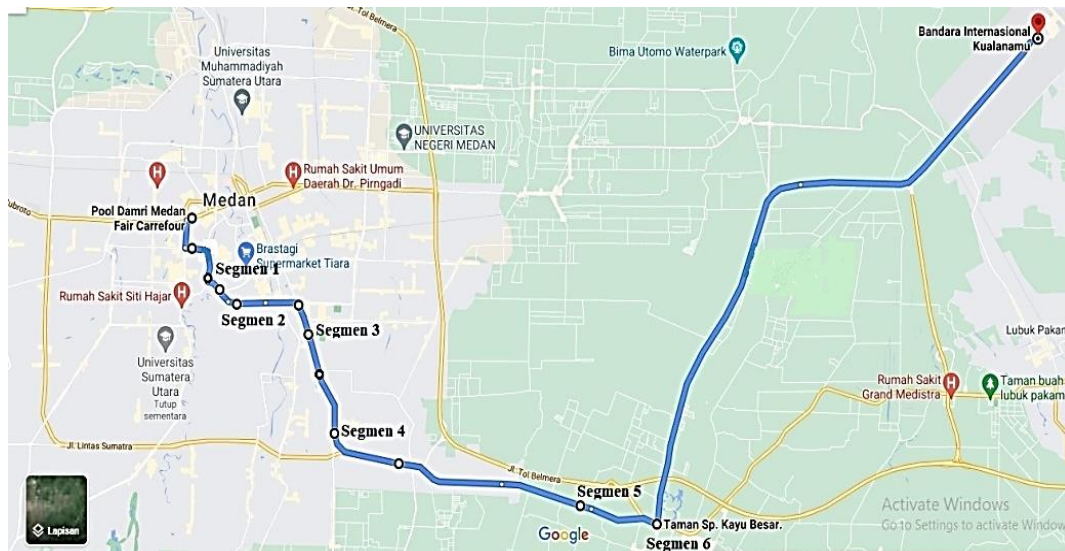 Bandara Internasional
Kualanamu
Jl. Tol Belmera
Bima Utomo Waterpark
Universitas
Muhammadiyah
Sumatera Utara
UNIVERSITAS
NEGERI MEDAN
Rumah Sakit Umum
Daerah Dr. Pirngadi
Medan
Pool Damri Medan
Fair Carrefour
Brastagi
Supermarket Tiara
Segmen 1
Rumah Sakit Siti Hajar
Segmen 2
Segmen 3
Universitas
Sumatera
Utara
Tutup
sementara
Lubuk Pakam
Rumah Sakit
Grand Medistra
Taman buah
lubuk pakam
Segmen 4
Jl. Lintas Sumatra
Jl. Tol Belmera
Segmen 5
Taman Sp. Kayu Besar.
Segmen 6
Lapisan
Google
Activate Windows
Go to Settings to activate Windows